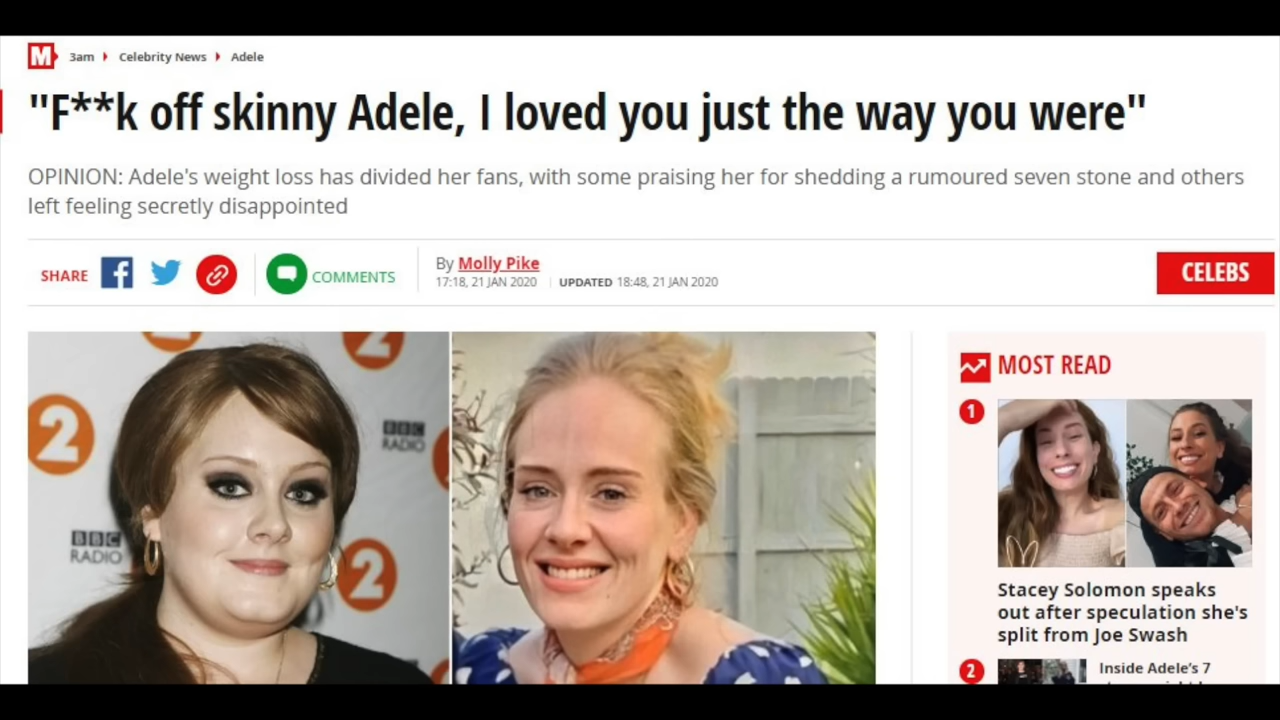 M 3am Celebrity News Adele
"F**k off skinny Adele, I loved you just the way you were"
OPINION: Adele's weight loss has divided her fans, with some praising her for shedding a rumoured seven stone and others
left feeling secretly disappointed
SHARE
COMMENTS
By Molly Pike
17:18, 21 JAN 2020 UPDATED 18:48, 21 JAN 2020
CELEBS
2
2
2
BBC
RADIO
BBC
RADIO
2
MOST READ
1
Stacey Solomon speaks
out after speculation she's
split from Joe Swash
2
Inside Adele's 7